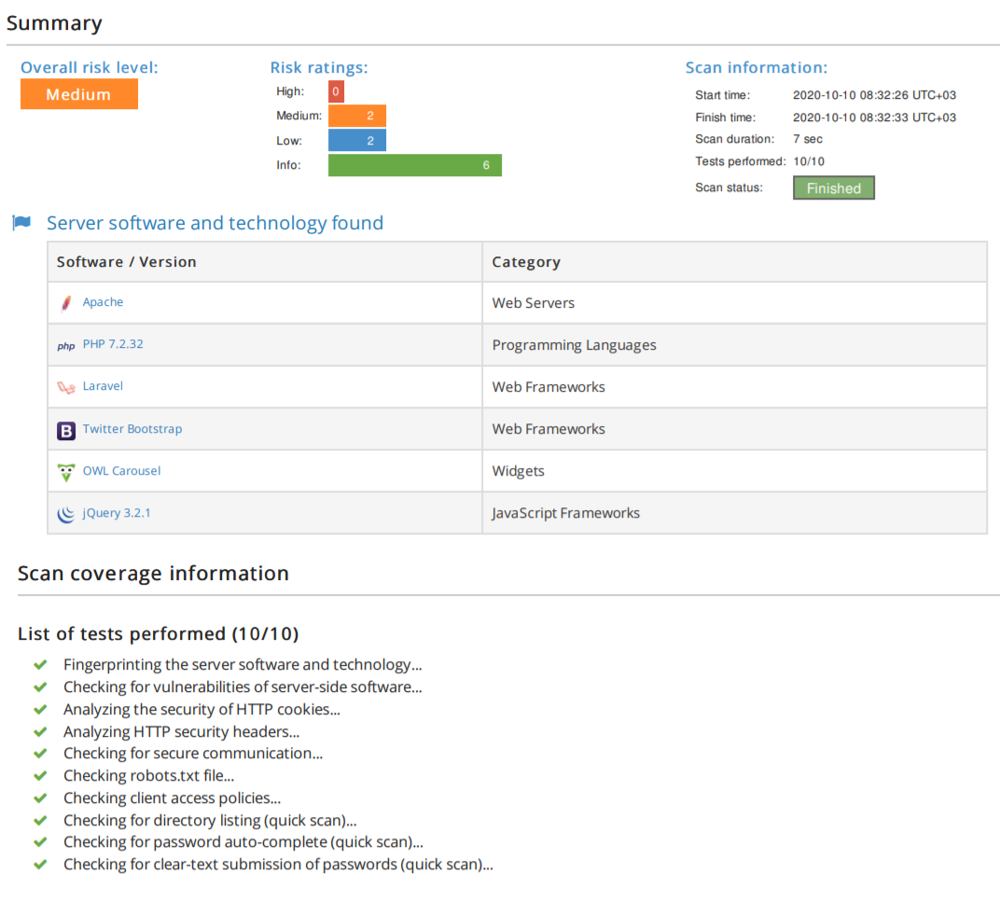 Summary
Overall risk level:
Medium
Risk ratings:
High: 0
Medium: 2
Low: 2
Info: 6
Scan information:
Start time: 2020-10-10 08:32:26 UTC+03
Finish time: 2020-10-10 08:32:33 UTC+03
Scan duration: 7 sec
Tests performed: 10/10
Scan status: Finished
Server software and technology found
Software / Version Category
Apache Web Servers
php PHP 7.2.32 Programming Languages
Laravel Web Frameworks
B Twitter Bootstrap Web Frameworks
OWL Carousel Widgets
jQuery 3.2.1 JavaScript Frameworks
Scan coverage information
List of tests performed (10/10)
Fingerprinting the server software and technology...
Checking for vulnerabilities of server-side software...
Analyzing the security of HTTP cookies...
Analyzing HTTP security headers...
Checking for secure communication...
Checking robots.txt file...
Checking client access policies...
Checking for directory listing (quick scan)...
Checking for password auto-complete (quick scan)...
Checking for clear-text submission of passwords (quick scan)...